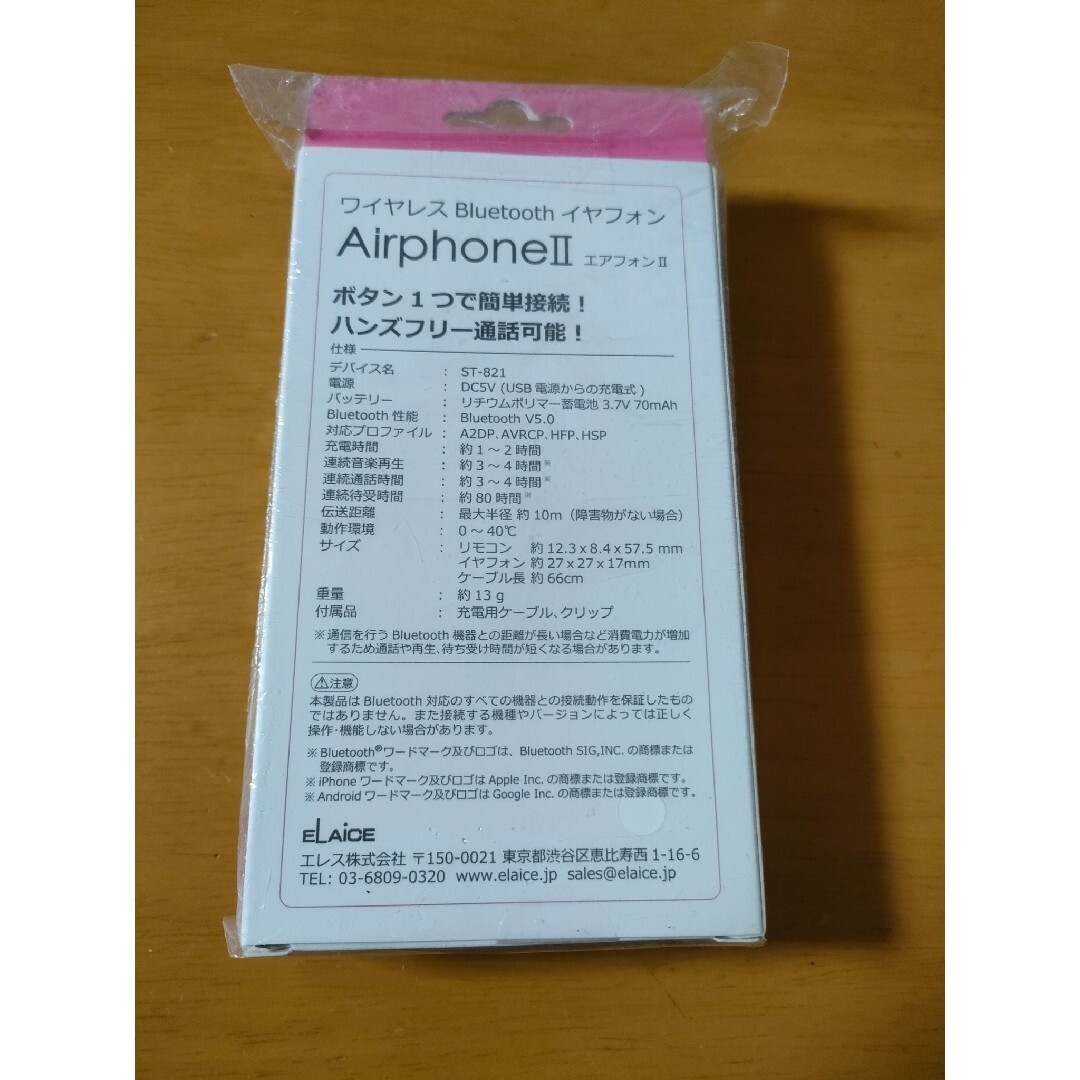 ワイヤレス Bluetooth イヤフォン
AirphoneⅡ エアフォンⅡ
ボタン1つで簡単接続!
ハンズフリー通話可能!
仕様
デバイス名 : ST-821
電源 : DC5V (USB 電源からの充電式)
バッテリー : リチウムポリマー蓄電池 3.7V 70mAh
Bluetooth 性能 : Bluetooth V5.0
対応プロファイル : A2DP、AVRCP、HFP、HSP
充電時間 : 約1～2時間
連続音楽再生 : 約3～4時間※
連続通話時間 : 約3～4時間※
連続待受時間 : 約80時間※
伝送距離 : 最大半径 約10m（障害物がない場合）
動作環境 : 0～40℃
サイズ : リモコン 約12.3 x 8.4 x 57.5 mm
イヤフォン 約27 x 27 x 17mm
ケーブル長 約66cm
重量 : 約13 g
付属品 : 充電用ケーブル、クリップ
※通信を行う Bluetooth 機器との距離が長い場合など消費電力が増加
するため通話や再生、待ち受け時間が短くなる場合があります。
⚠注意
本製品は Bluetooth 対応のすべての機器との接続動作を保証したもの
ではありません。また接続する機種やバージョンによっては正しく
操作・機能しない場合があります。
※ Bluetooth®ワードマーク及びロゴは、Bluetooth SIG,INC. の商標または
登録商標です。
※ iPhone ワードマーク及びロゴは Apple Inc. の商標または登録商標です。
※ Android ワードマーク及びロゴは Google Inc. の商標または登録商標です。
ELAiCE
エレス株式会社 〒150-0021 東京都渋谷区恵比寿西1-16-6
TEL: 03-6809-0320 www.elaice.jp sales@elaice.jp